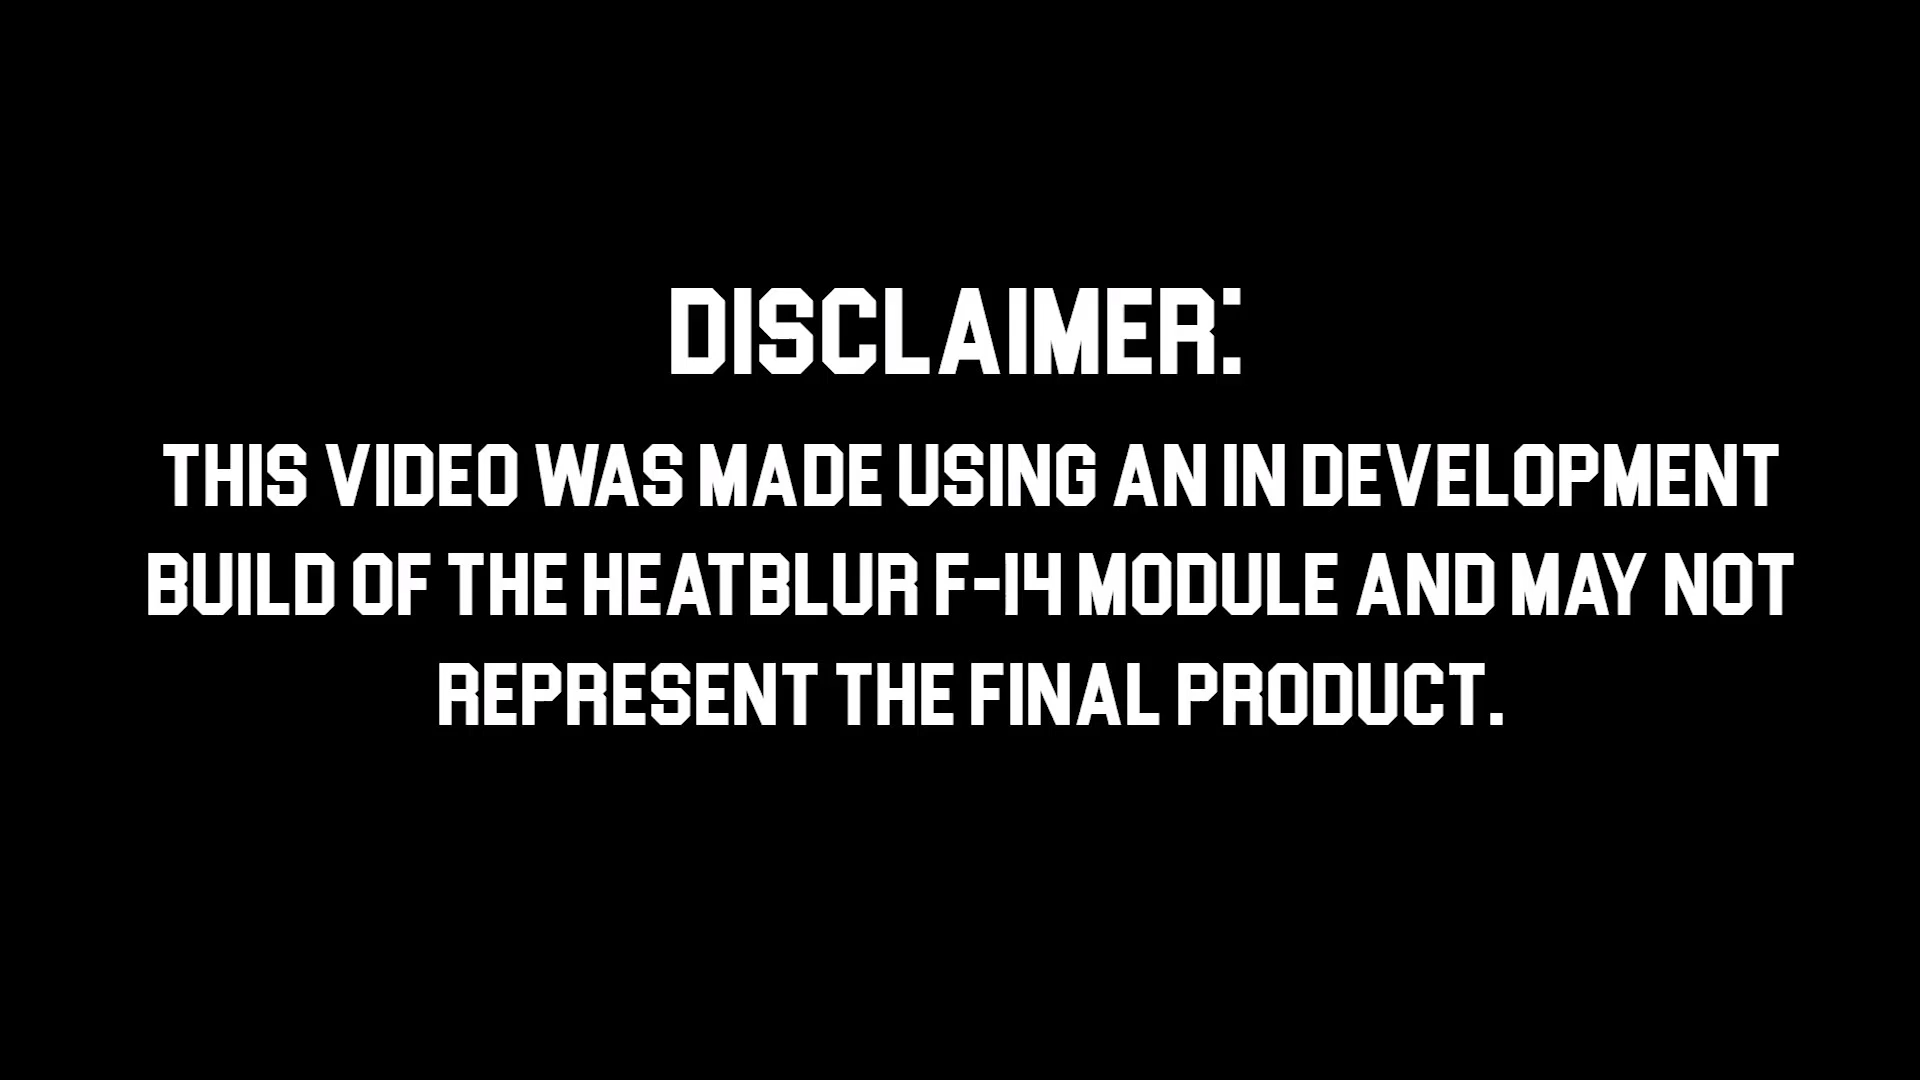 DISCLAIMER:
THIS VIDEO WAS MADE USING AN IN DEVELOPMENT
BUILD OF THE HEATBLUR F-14 MODULE AND MAY NOT
REPRESENT THE FINAL PRODUCT.